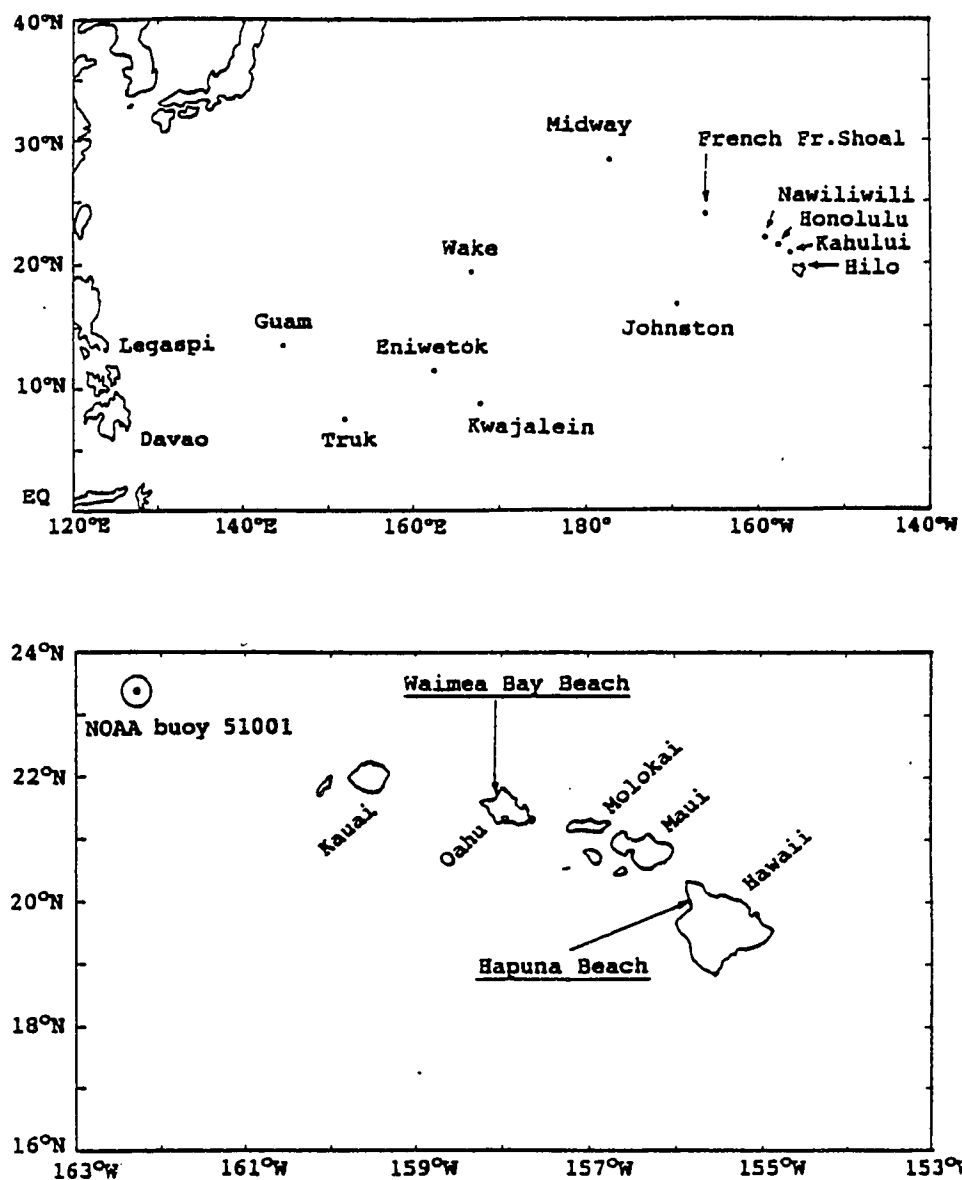 40°N
30°N
20°N
10°N
EQ
120°E
140°E
160°E
180°
160°W
140°W
Midway
French Fr.Shoal
Nawiliwili
Honolulu
Kahului
Hilo
Wake
Johnston
Guam
Legaspi
Eniwetok
Kwajalein
Davao
Truk
24°N
22°N
20°N
18°N
16°N
163°W
161°W
159°W
157°W
155°W
153°W
Waimea Bay Beach
NOAA buoy 51001
Kauai
Oahu
Molokai
Maui
Hawaii
Hapuna Beach